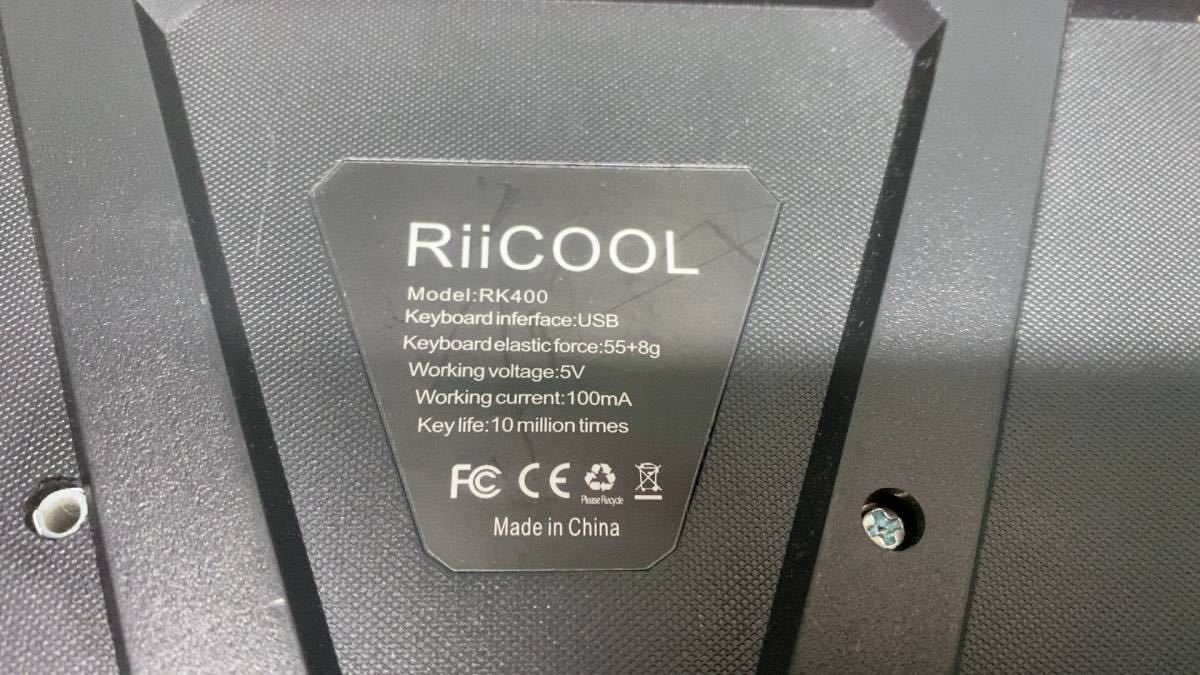 RiiCOOL
Model:RK400
Keyboard inferface:USB
Keyboard elastic force:55+8g
Working voltage:5V
Working current:100mA
Key life:10 million times
FC CE
Please Recycle
Made in China